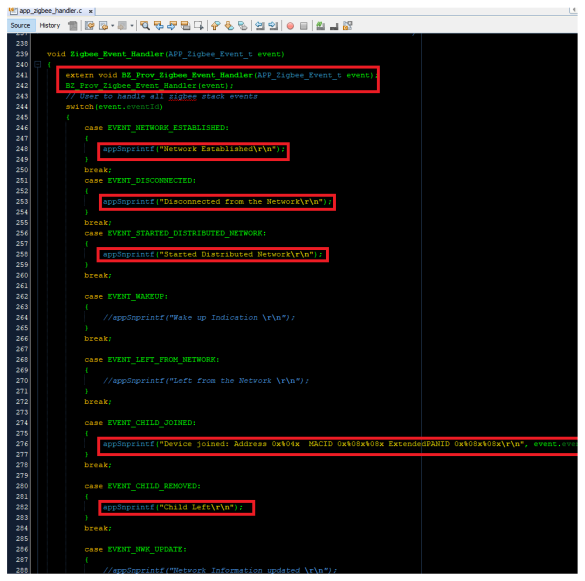 app_zigbee_handler.c x
Source History
238
239 void Zigbee_Event_Handler(APP_Zigbee_Event_t event)
240 {
241 extern void BZ_Prov_Zigbee_Event_Handler(APP_Zigbee_Event_t event);
242 BZ_Prov_Zigbee_Event_Handler(event);
243 // User to handle all zigbee stack events
244 switch(event.eventId)
245 {
246 case EVENT_NETWORK_ESTABLISHED:
247 {
248 appSnprintf("Network Established\r\n");
249 }
250 break;
251 case EVENT_DISCONNECTED:
252 {
253 appSnprintf("Disconnected from the Network\r\n");
254 }
255 break;
256 case EVENT_STARTED_DISTRIBUTED_NETWORK:
257 {
258 appSnprintf("Started Distributed Network\r\n");
259 }
260 break;
261
262 case EVENT_WAKEUP:
263 {
264 //appSnprintf("Wake up Indication \r\n");
265 }
266 break;
267
268 case EVENT_LEFT_FROM_NETWORK:
269 {
270 //appSnprintf("Left from the Network \r\n");
271 }
272 break;
273
274 case EVENT_CHILD_JOINED:
275 {
276 appSnprintf("Device joined: Address 0x%04x MACID 0x%08x%08x ExtendedPANID 0x%08x%08x\r\n", event.eve
277 }
278 break;
279
280 case EVENT_CHILD_REMOVED:
281 {
282 appSnprintf("Child Left\r\n");
283 }
284 break;
285
286 case EVENT_NWK_UPDATE:
287 {
288 //appSnprintf("Network Information updated \r\n");